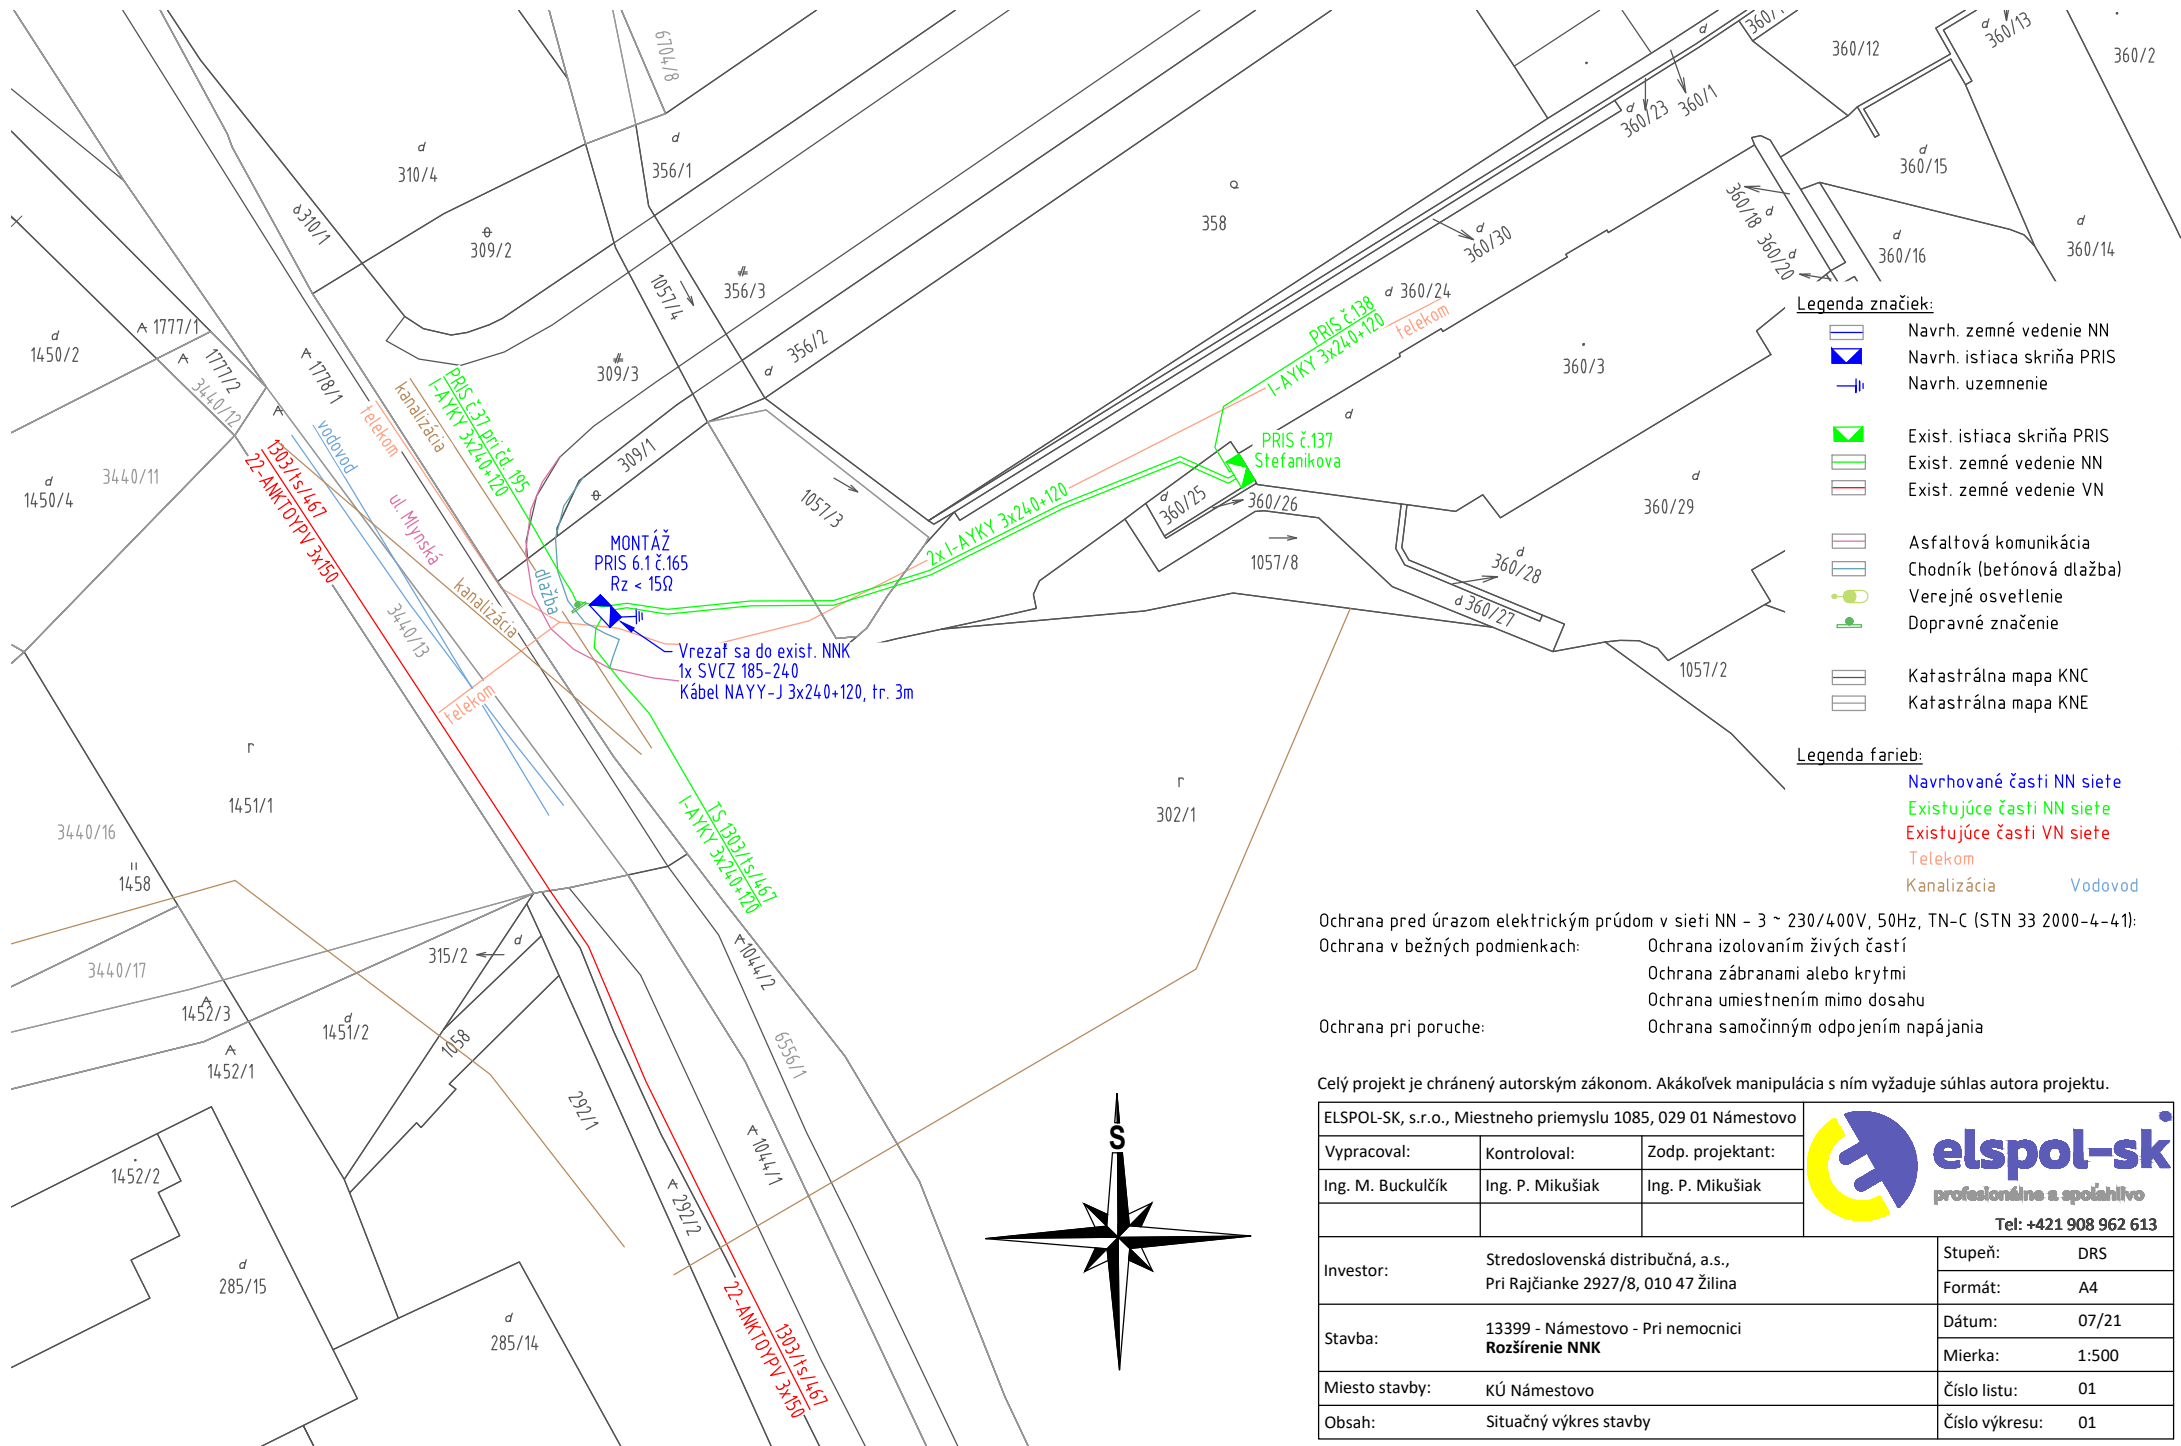 6704/8
360/12
360/13
360/2
360/1
360/23
360/1
310/4
356/1
360/15
310/1
309/2
358
360/18
360/20
360/16
360/14
360/30
356/3
1057/4
360/24
PRIS č.138
I-AYKY 3x240+120
telekom
1777/1
1450/2
1777/2
3440/12
1778/1
356/2
309/3
360/3
Legenda značiek:
Navrh. zemné vedenie NN
Navrh. istiaca skriňa PRIS
Navrh. uzemnenie
Exist. istiaca skriňa PRIS
Exist. zemné vedenie NN
Exist. zemné vedenie VN
Asfaltová komunikácia
Chodník (betónová dlažba)
Verejné osvetlenie
Dopravné značenie
Katastrálna mapa KNC
Katastrálna mapa KNE
Legenda farieb:
Navrhované časti NN siete
Existujúce časti NN siete
Existujúce časti VN siete
Telekom
Kanalizácia
Vodovod
vodovod
telekom
kanalizácia
PRIS č.37 pri čd. 195
I-AYKY 3x240+120
309/1
PRIS č.137
Stefanikova
3440/11
1450/4
1303/ts/467
22-ANKTOYPV 3x150
ul. Mlynská
1057/3
360/25
360/26
360/29
2x I-AYKY 3x240+120
MONTÁŽ
PRIS 6.1 č.165
Rz < 15Ω
dlažba
kanalizácia
3440/13
1057/8
360/28
360/27
Vrezať sa do exist. NNK
1x SVCZ 185-240
Kábel NAYY-J 3x240+120, tr. 3m
1057/2
telekom
r
1451/1
r
302/1
TS 1303/ts/467
I-AYKY 3x240+120
3440/16
1458
315/2
3440/17
1452/3
1451/2
1452/1
1058
1044/2
6556/1
292/1
1044/1
292/2
1452/2
285/15
285/14
1303/ts/467
22-ANKTOYPV 3x150
S
Ochrana pred úrazom elektrickým prúdom v sieti NN - 3 ~ 230/400V, 50Hz, TN-C (STN 33 2000-4-41):
Ochrana v bežných podmienkach: Ochrana izolovaním živých častí
Ochrana zábranami alebo krytmi
Ochrana umiestnením mimo dosahu
Ochrana pri poruche: Ochrana samočinným odpojením napájania
Celý projekt je chránený autorským zákonom. Akákoľvek manipulácia s ním vyžaduje súhlas autora projektu.
ELSPOL-SK, s.r.o., Miestneho priemyslu 1085, 029 01 Námestovo
Vypracoval: Kontroloval: Zodp. projektant:
Ing. M. Buckulčík Ing. P. Mikušiak Ing. P. Mikušiak
elspol-sk
profesionálne a spoľahlivo
Tel: +421 908 962 613
Investor: Stredoslovenská distribučná, a.s.,
Pri Rajčianke 2927/8, 010 47 Žilina
Stupeň: DRS
Formát: A4
Stavba: 13399 - Námestovo - Pri nemocnici
Rozšírenie NNK
Dátum: 07/21
Mierka: 1:500
Miesto stavby: KÚ Námestovo
Číslo listu: 01
Obsah: Situačný výkres stavby
Číslo výkresu: 01